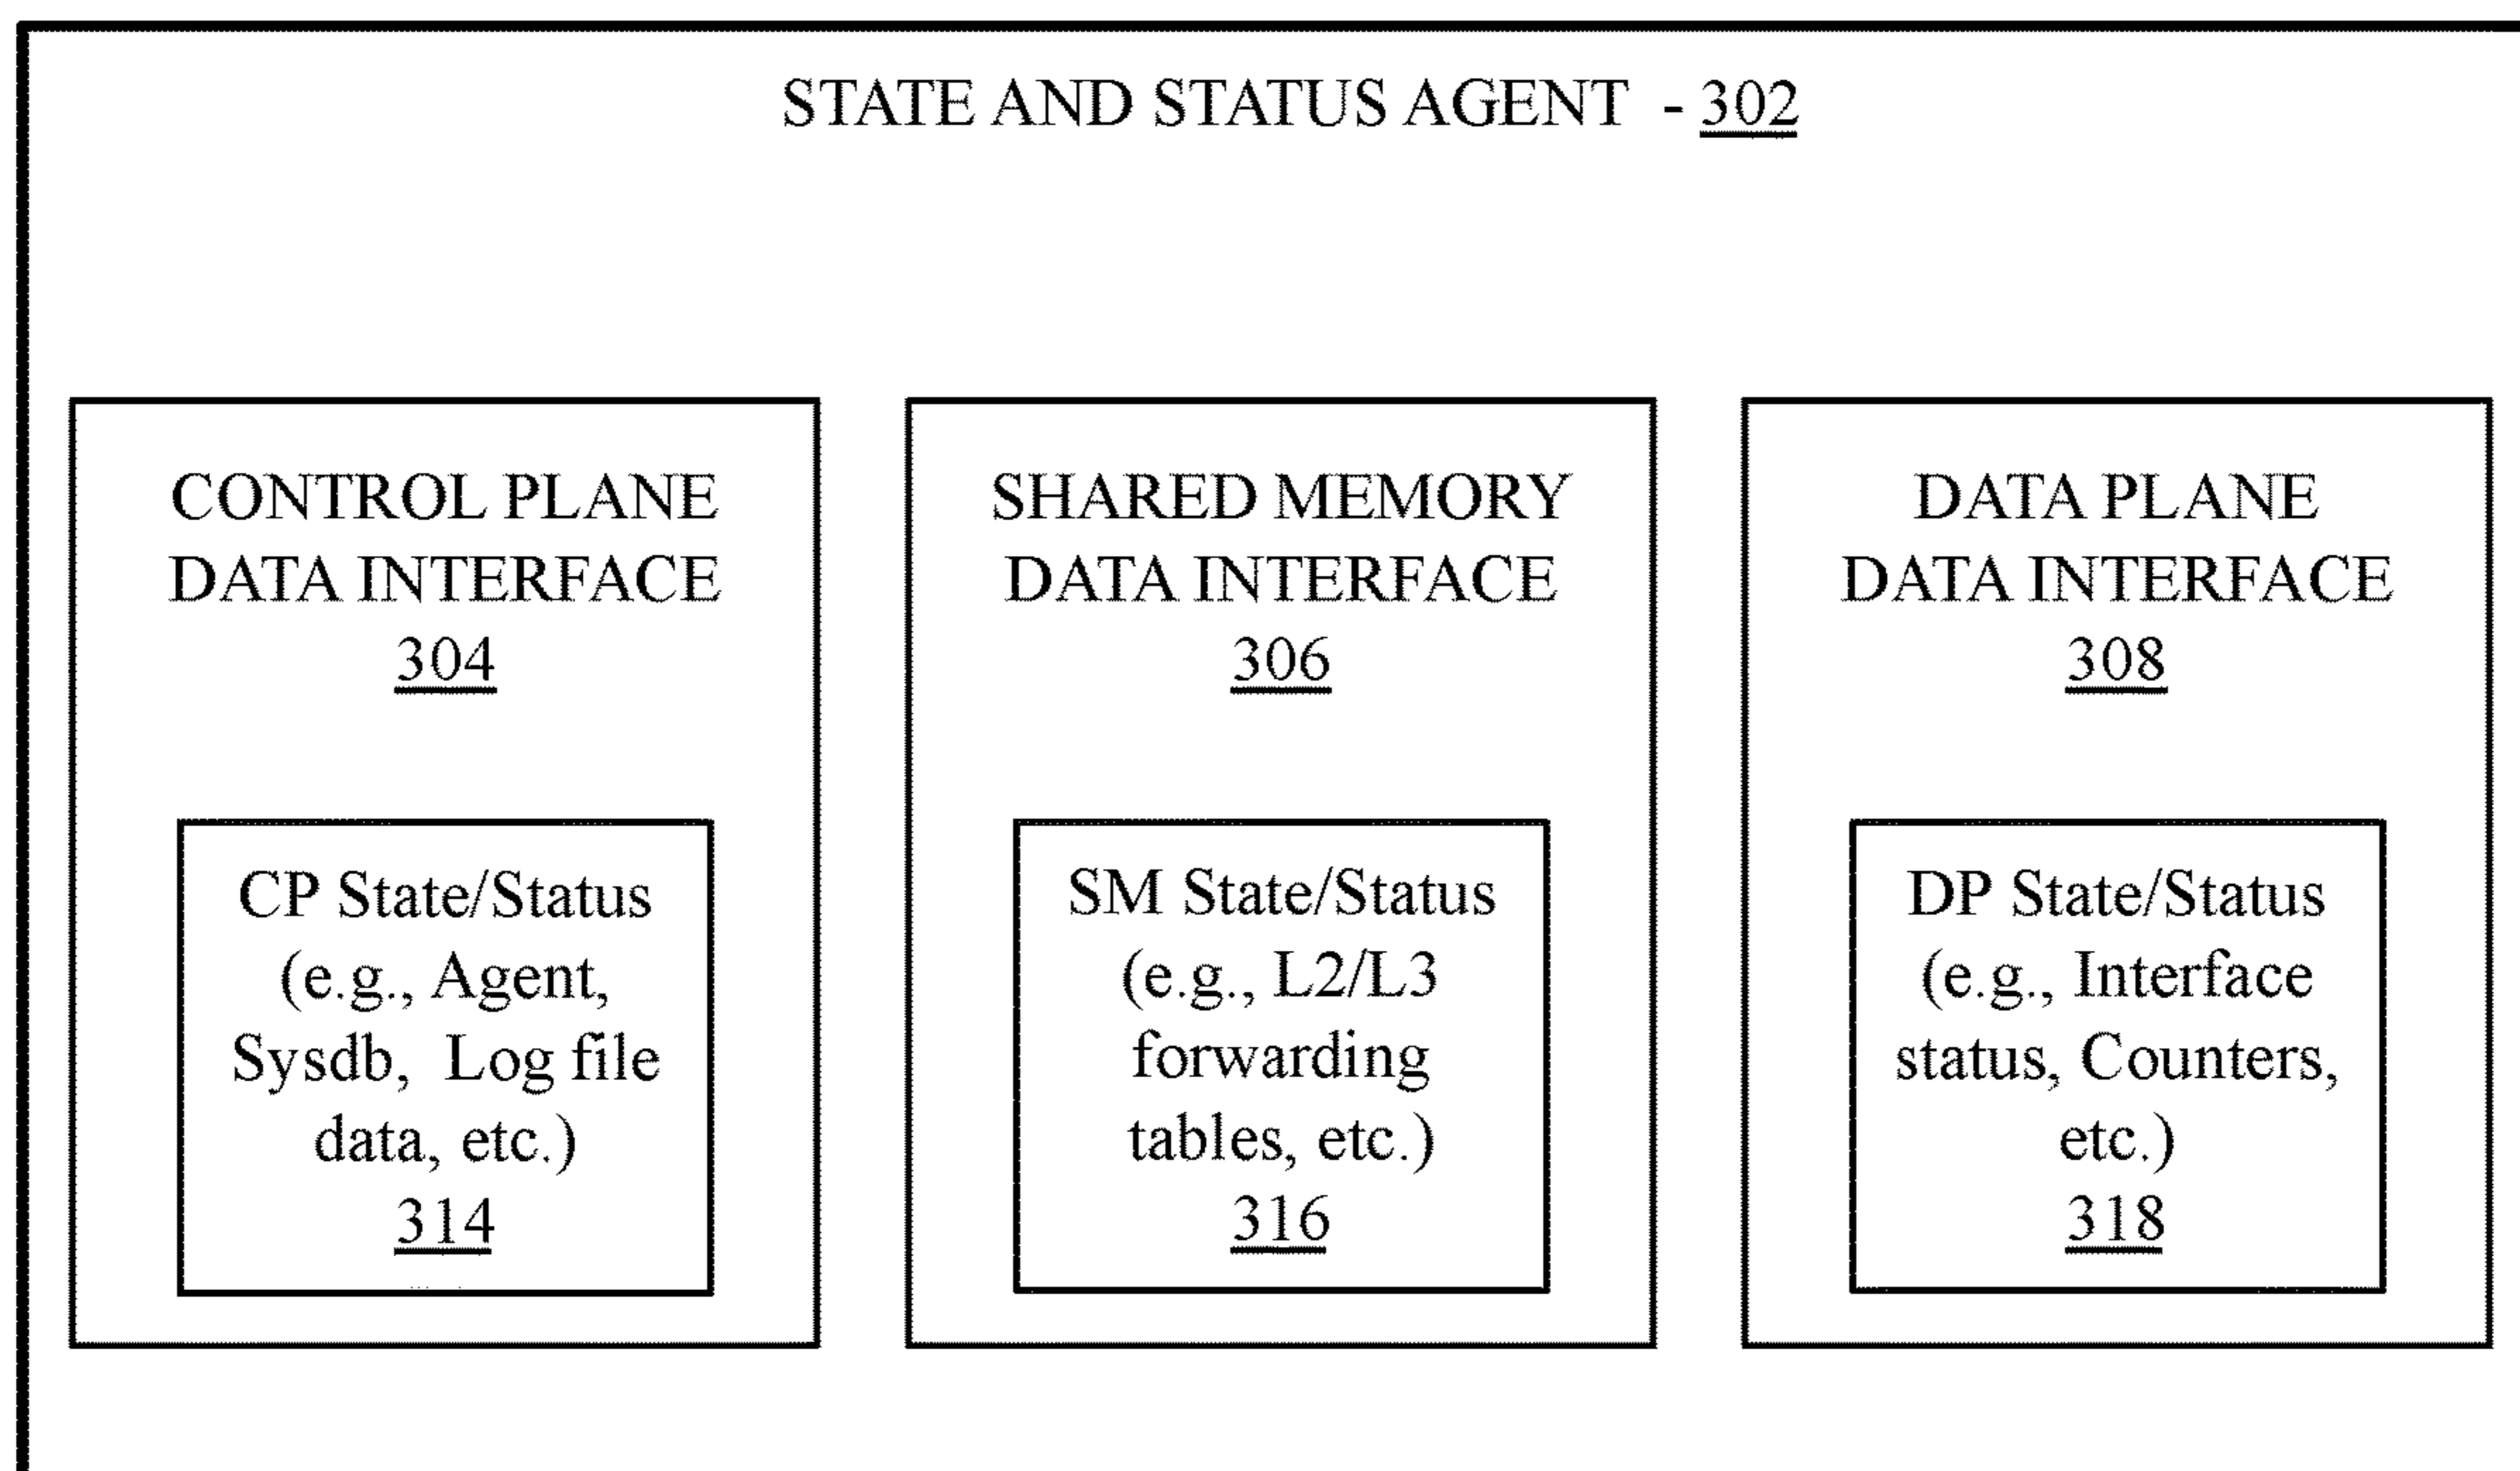 STATE AND STATUS AGENT - 302
CONTROL PLANE
DATA INTERFACE
304
CP State/Status
(e.g., Agent,
Sysdb, Log file
data, etc.)
314
SHARED MEMORY
DATA INTERFACE
306
SM State/Status
(e.g., L2/L3
forwarding
tables, etc.)
316
DATA PLANE
DATA INTERFACE
308
DP State/Status
(e.g., Interface
status, Counters,
etc.)
318